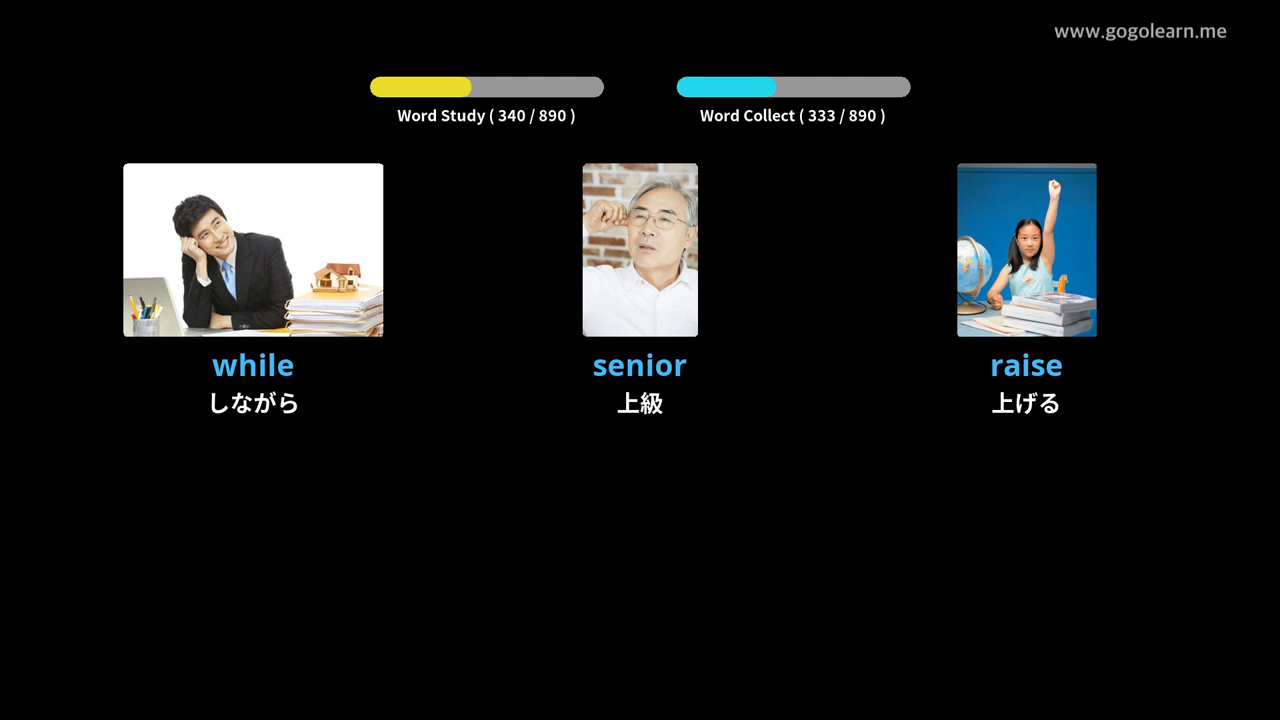 www.gogolearn.me
Word Study ( 340 / 890 )
Word Collect ( 333 / 890 )
while
しながら
senior
上級
raise
上げる